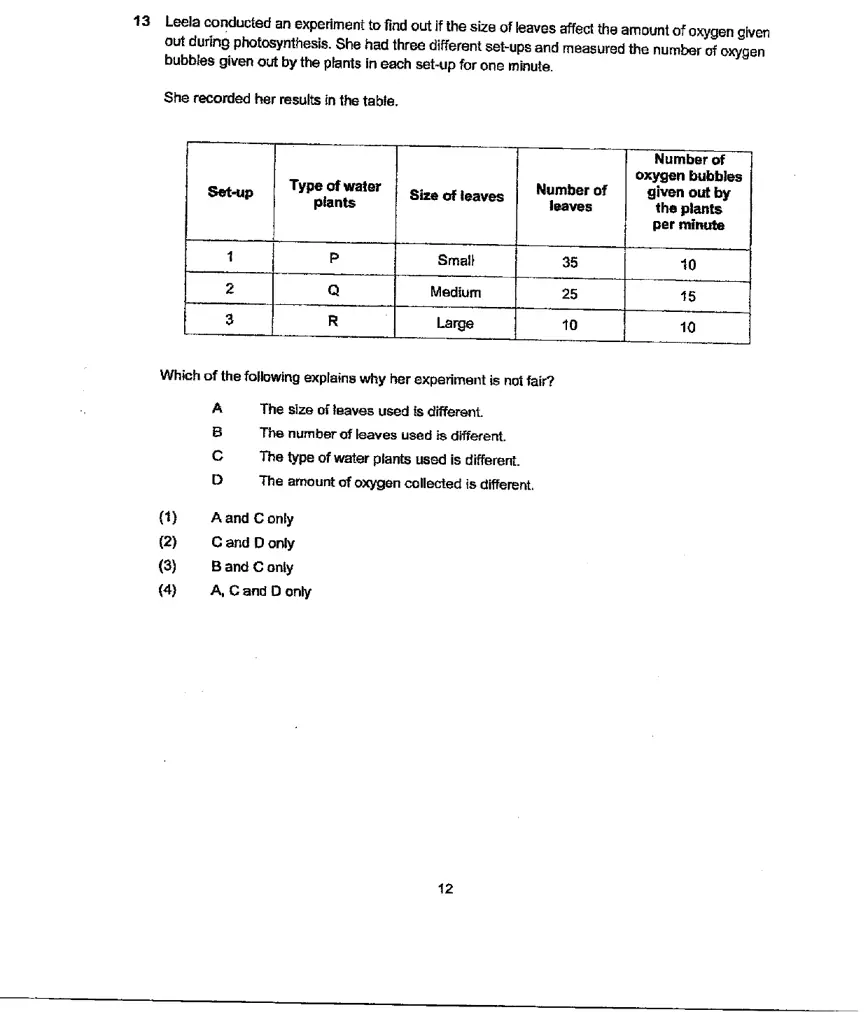 13 Leela conducted an experiment to find out if the size of leaves affect the amount of oxygen given
out during photosynthesis. She had three different set-ups and measured the number of oxygen
bubbles given out by the plants in each set-up for one minute.
She recorded her results in the table.
Set-up Type of water plants Size of leaves Number of leaves Number of oxygen bubbles given out by the plants per minute
1 P Small 35 10
2 Q Medium 25 15
3 R Large 10 10
Which of the following explains why her experiment is not fair?
A The size of leaves used is different.
B The number of leaves used is different.
C The type of water plants used is different.
D The amount of oxygen collected is different.
(1) A and C only
(2) C and D only
(3) B and C only
(4) A, C and D only
12